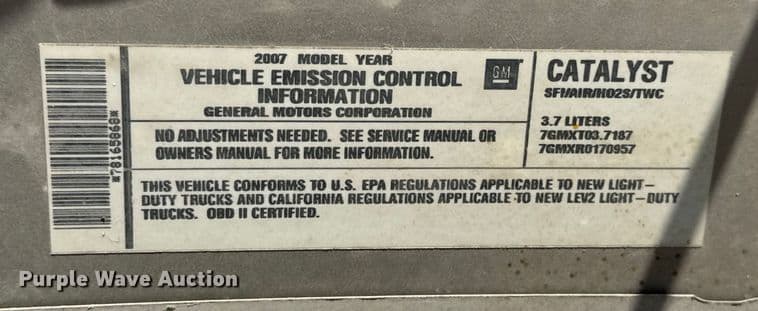 2007 MODEL YEAR
VEHICLE EMISSION CONTROL
INFORMATION
GENERAL MOTORS CORPORATION
GM
NO ADJUSTMENTS NEEDED. SEE SERVICE MANUAL OR
OWNERS MANUAL FOR MORE INFORMATION.
CATALYST
SFI/AIR/HO2S/TWC
3.7 LITERS
7GMXT03.7187
7GMXR0170957
THIS VEHICLE CONFORMS TO U.S. EPA REGULATIONS APPLICABLE TO NEW LIGHT-
DUTY TRUCKS AND CALIFORNIA REGULATIONS APPLICABLE TO NEW LEV2 LIGHT-DUTY
TRUCKS. OBD II CERTIFIED.
*78165868*
Purple Wave Auction